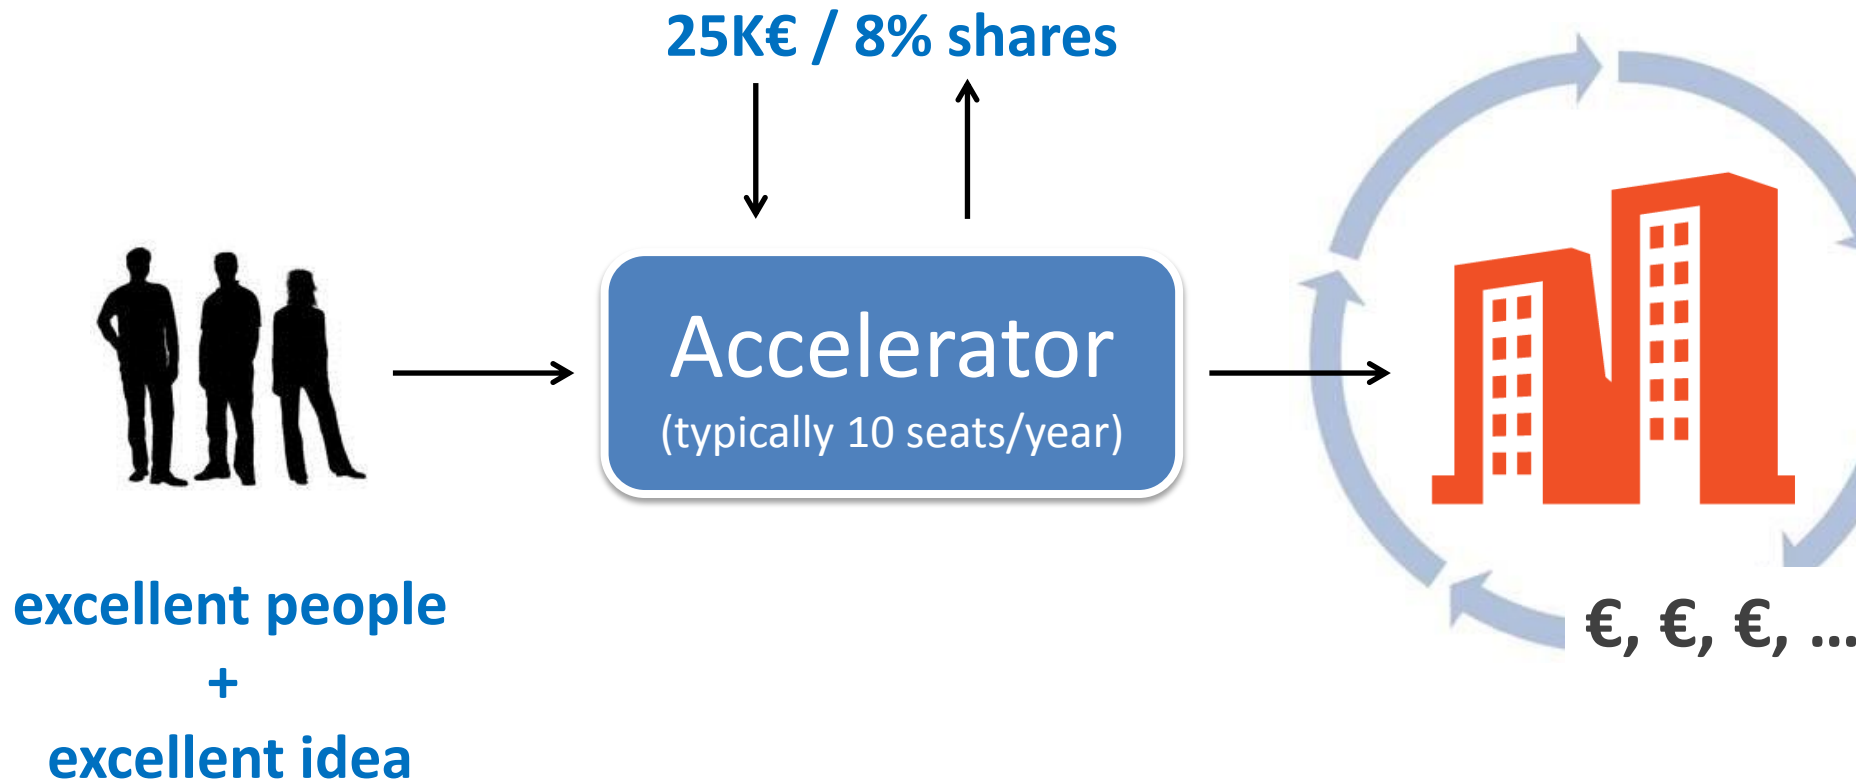 25K€ / 8% shares
Accelerator
(typically 10 seats/year)
excellent people
+
excellent idea
€, €, €, ...